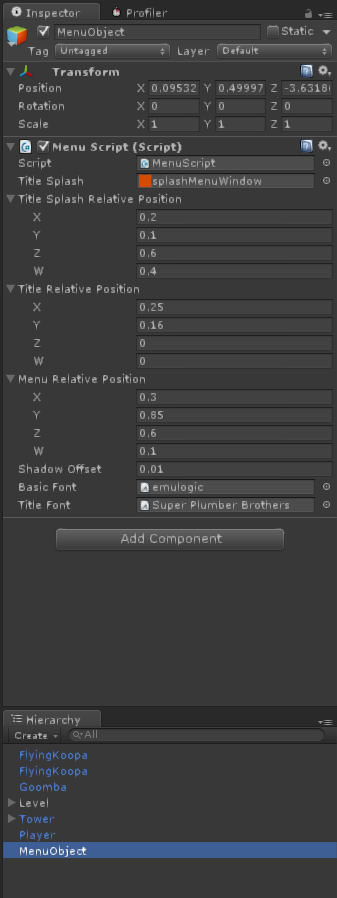 Inspector Profiler
MenuObject Static
Tag Untagged Layer Default
Transform
Position X 0.09532 Y 0.49997 Z -3.6318
Rotation X 0 Y 0 Z 0
Scale X 1 Y 1 Z 1
Menu Script (Script)
Script MenuScript
Title Splash splashMenuWindow
Title Splash Relative Position
X 0.2
Y 0.1
Z 0.6
W 0.4
Title Relative Position
X 0.25
Y 0.16
Z 0
W 0
Menu Relative Position
X 0.3
Y 0.85
Z 0.6
W 0.1
Shadow Offset 0.01
Basic Font emulogic
Title Font Super Plumber Brothers
Add Component
Hierarchy
Create All
FlyingKoopa
FlyingKoopa
Goomba
Level
Tower
Player
MenuObject